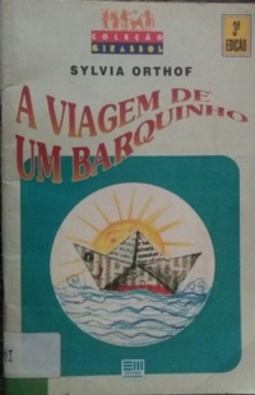 COLEÇÃO
GIRASSOL
3ª
EDIÇÃO
SYLVIA ORTHOF
A VIAGEM DE
UM BARQUINHO